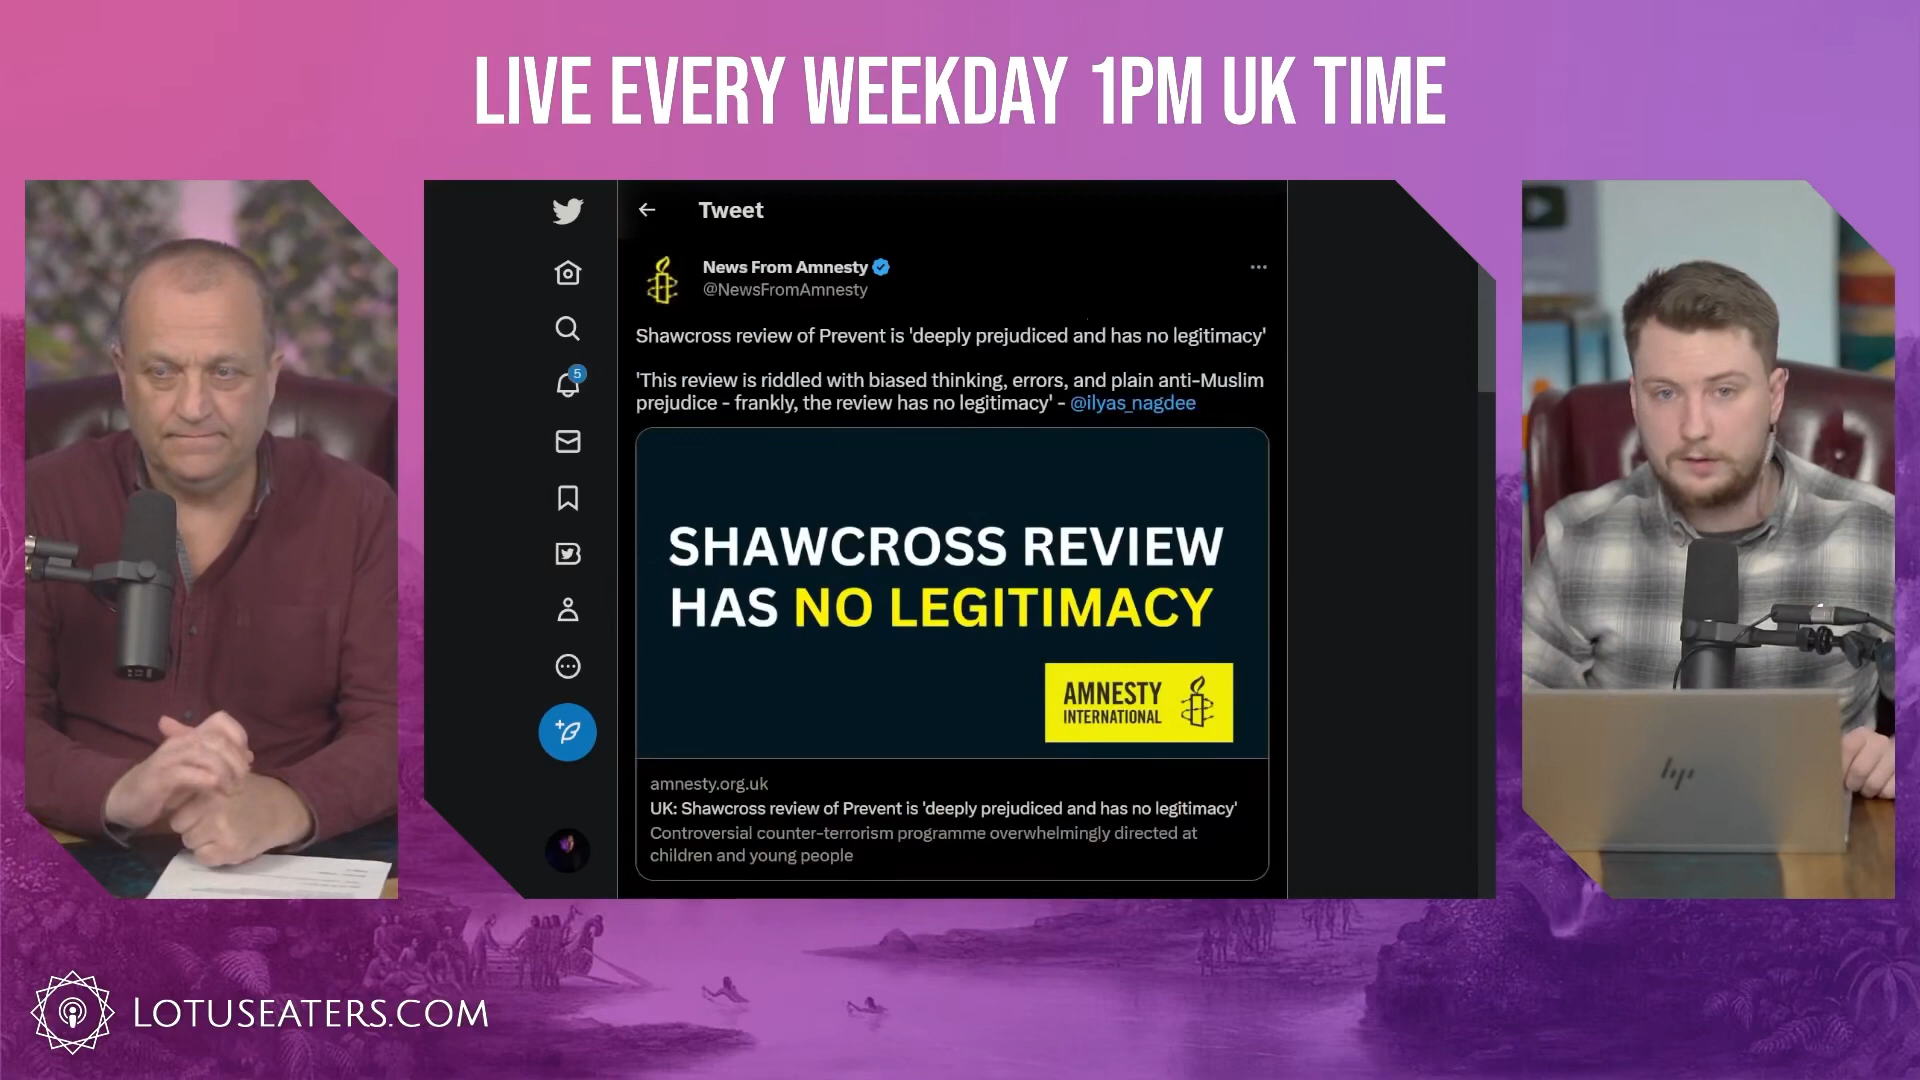 LIVE EVERY WEEKDAY 1PM UK TIME
Tweet
News From Amnesty
@NewsFromAmnesty
Shawcross review of Prevent is 'deeply prejudiced and has no legitimacy'
'This review is riddled with biased thinking, errors, and plain anti-Muslim
prejudice - frankly, the review has no legitimacy' - @ilyas_nagdee
5
SHAWCROSS REVIEW
HAS NO LEGITIMACY
AMNESTY
INTERNATIONAL
amnesty.org.uk
UK: Shawcross review of Prevent is 'deeply prejudiced and has no legitimacy'
Controversial counter-terrorism programme overwhelmingly directed at
children and young people
hp
LOTUSEATERS.COM